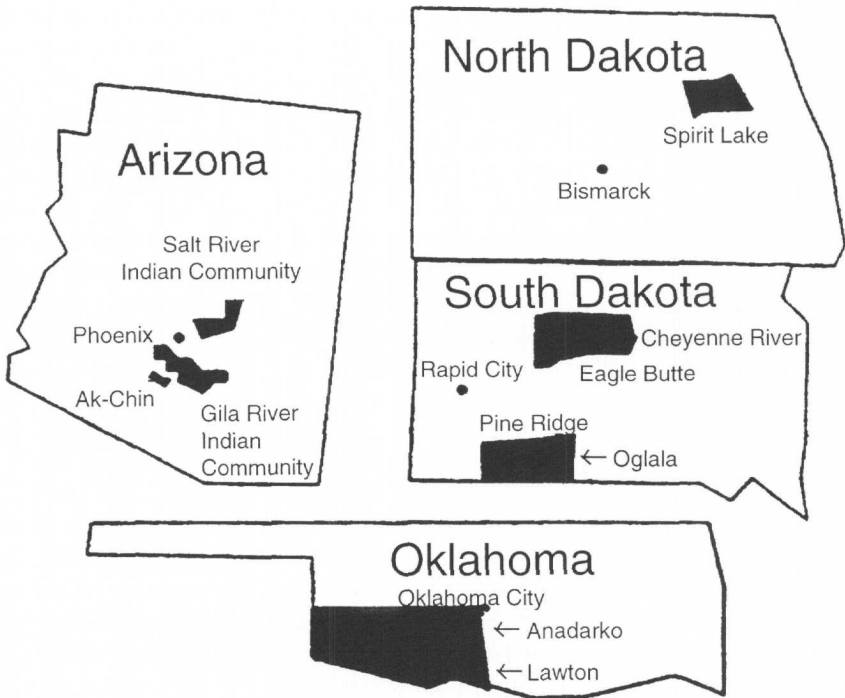 North Dakota
Spirit Lake
Bismarck
Arizona
Salt River
Indian Community
Phoenix
Ak-Chin
Gila River
Indian
Community
South Dakota
Cheyenne River
Rapid City
Eagle Butte
Pine Ridge
← Oglala
Oklahoma
Oklahoma City
← Anadarko
← Lawton